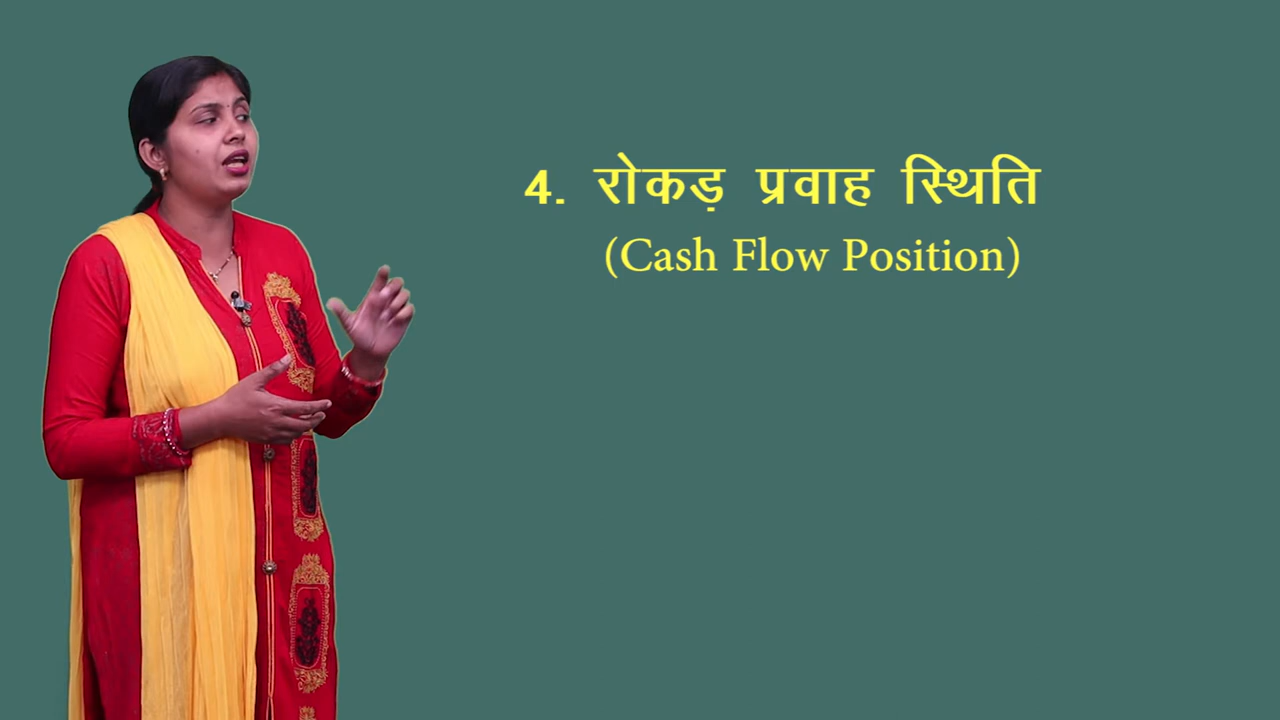 4. रोकड़ प्रवाह स्थिति
(Cash Flow Position)